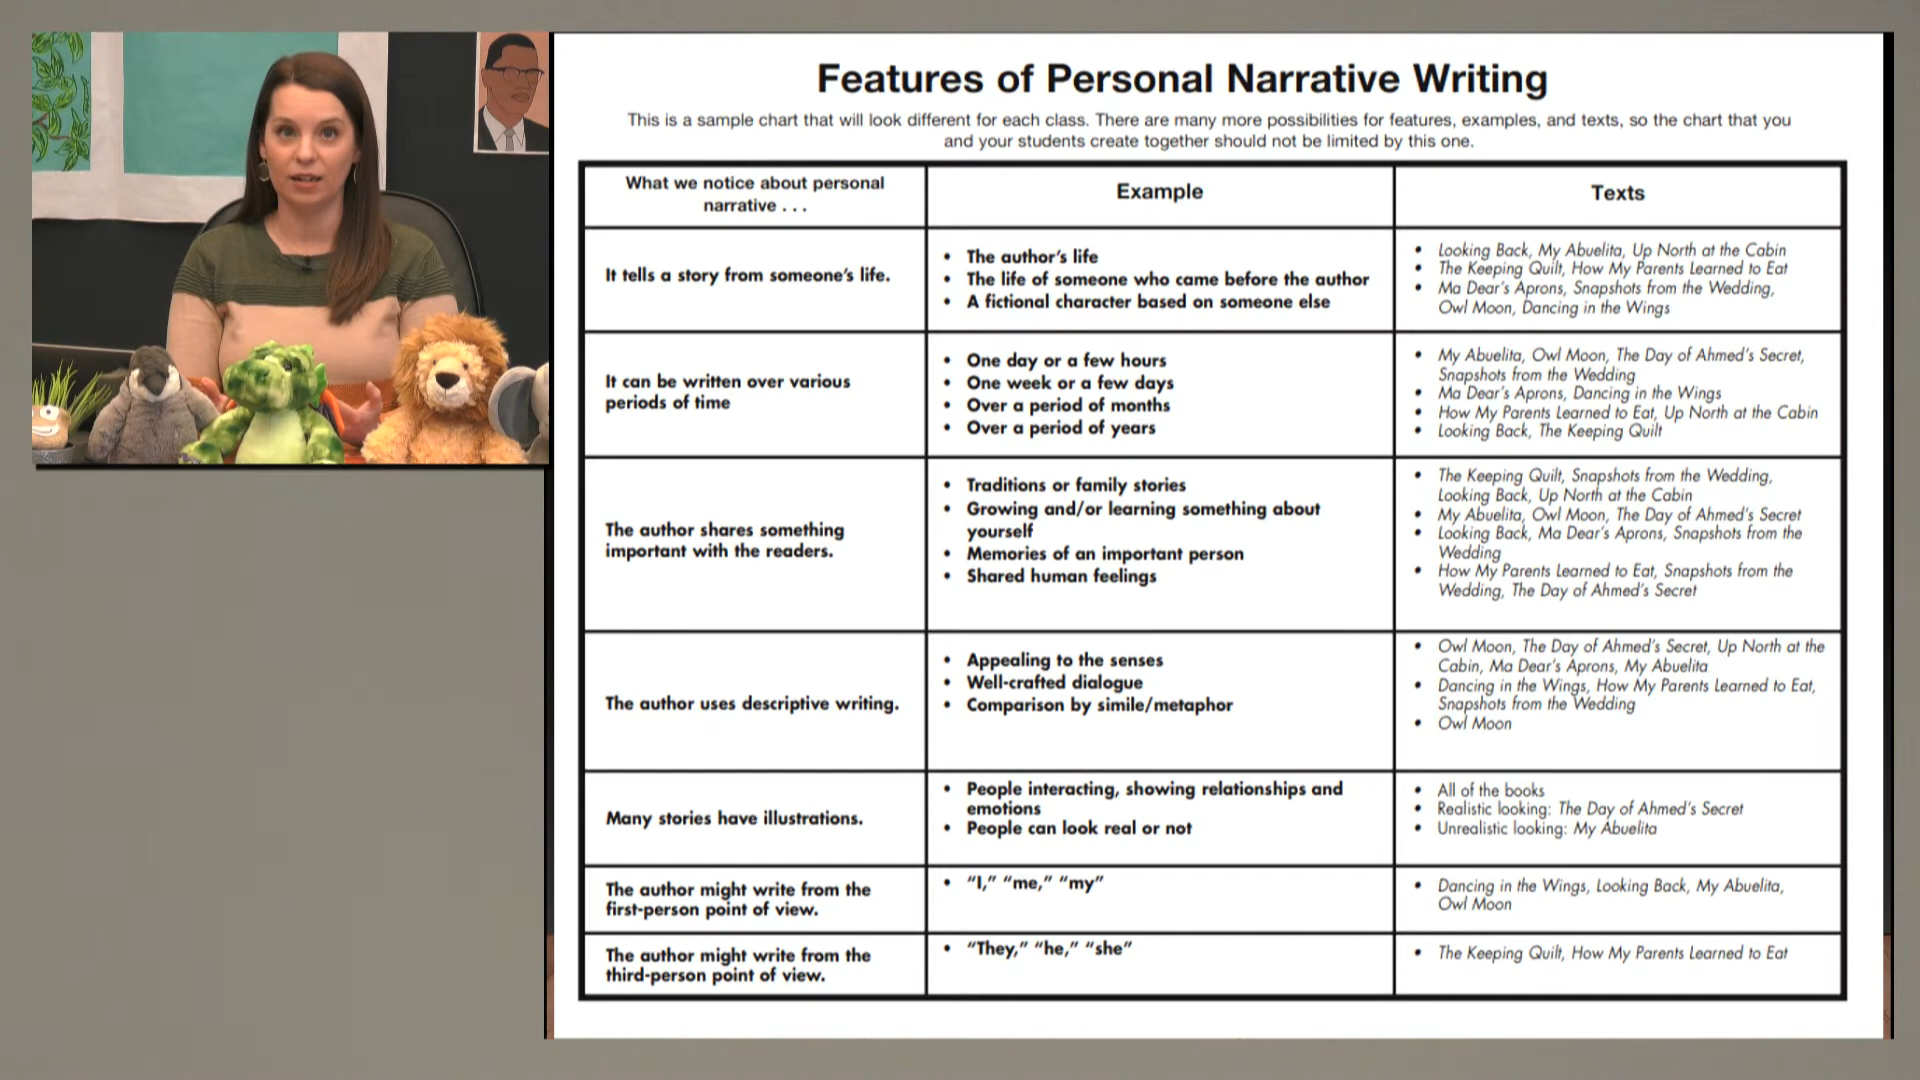 Features of Personal Narrative Writing
This is a sample chart that will look different for each class. There are many more possibilities for features, examples, and texts, so the chart that you
and your students create together should not be limited by this one.
What we notice about personal
narrative . . .
Example
Texts
It tells a story from someone's life.
• The author's life
• The life of someone who came before the author
• A fictional character based on someone else
• Looking Back, My Abuelita, Up North at the Cabin
• The Keeping Quilt, How My Parents Learned to Eat
• Ma Dear's Aprons, Snapshots from the Wedding,
Owl Moon, Dancing in the Wings
It can be written over various
periods of time
• One day or a few hours
• One week or a few days
• Over a period of months
• Over a period of years
• My Abuelita, Owl Moon, The Day of Ahmed's Secret,
Snapshots from the Wedding
• Ma Dear's Aprons, Dancing in the Wings
• How My Parents Learned to Eat, Up North at the Cabin
• Looking Back, The Keeping Quilt
The author shares something
important with the readers.
• Traditions or family stories
• Growing and/or learning something about
yourself
• Memories of an important person
• Shared human feelings
• The Keeping Quilt, Snapshots from the Wedding,
Looking Back, Up North at the Cabin
• My Abuelita, Owl Moon, The Day of Ahmed's Secret
• Looking Back, Ma Dear's Aprons, Snapshots from the
Wedding
• How My Parents Learned to Eat, Snapshots from the
Wedding, The Day of Ahmed's Secret
The author uses descriptive writing.
• Appealing to the senses
• Well-crafted dialogue
• Comparison by simile/metaphor
• Owl Moon, The Day of Ahmed's Secret, Up North at the
Cabin, Ma Dear's Aprons, My Abuelita
• Dancing in the Wings, How My Parents Learned to Eat,
Snapshots from the Wedding
• Owl Moon
Many stories have illustrations.
• People interacting, showing relationships and
emotions
• People can look real or not
• All of the books
• Realistic looking: The Day of Ahmed's Secret
• Unrealistic looking: My Abuelita
The author might write from the
first-person point of view.
• “I,” “me,” “my”
• Dancing in the Wings, Looking Back, My Abuelita,
Owl Moon
The author might write from the
third-person point of view.
• “They,” “he,” “she”
• The Keeping Quilt, How My Parents Learned to Eat